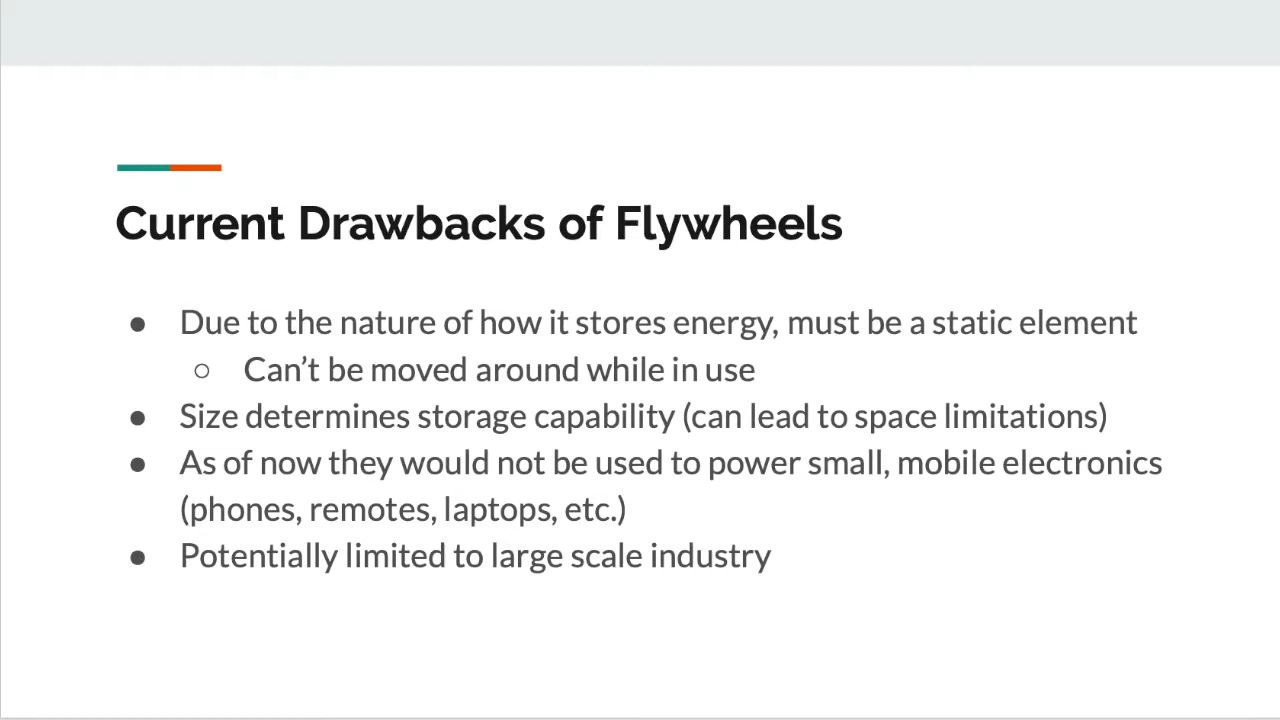 Current Drawbacks of Flywheels
● Due to the nature of how it stores energy, must be a static element
○ Can’t be moved around while in use
● Size determines storage capability (can lead to space limitations)
● As of now they would not be used to power small, mobile electronics
(phones, remotes, laptops, etc.)
● Potentially limited to large scale industry